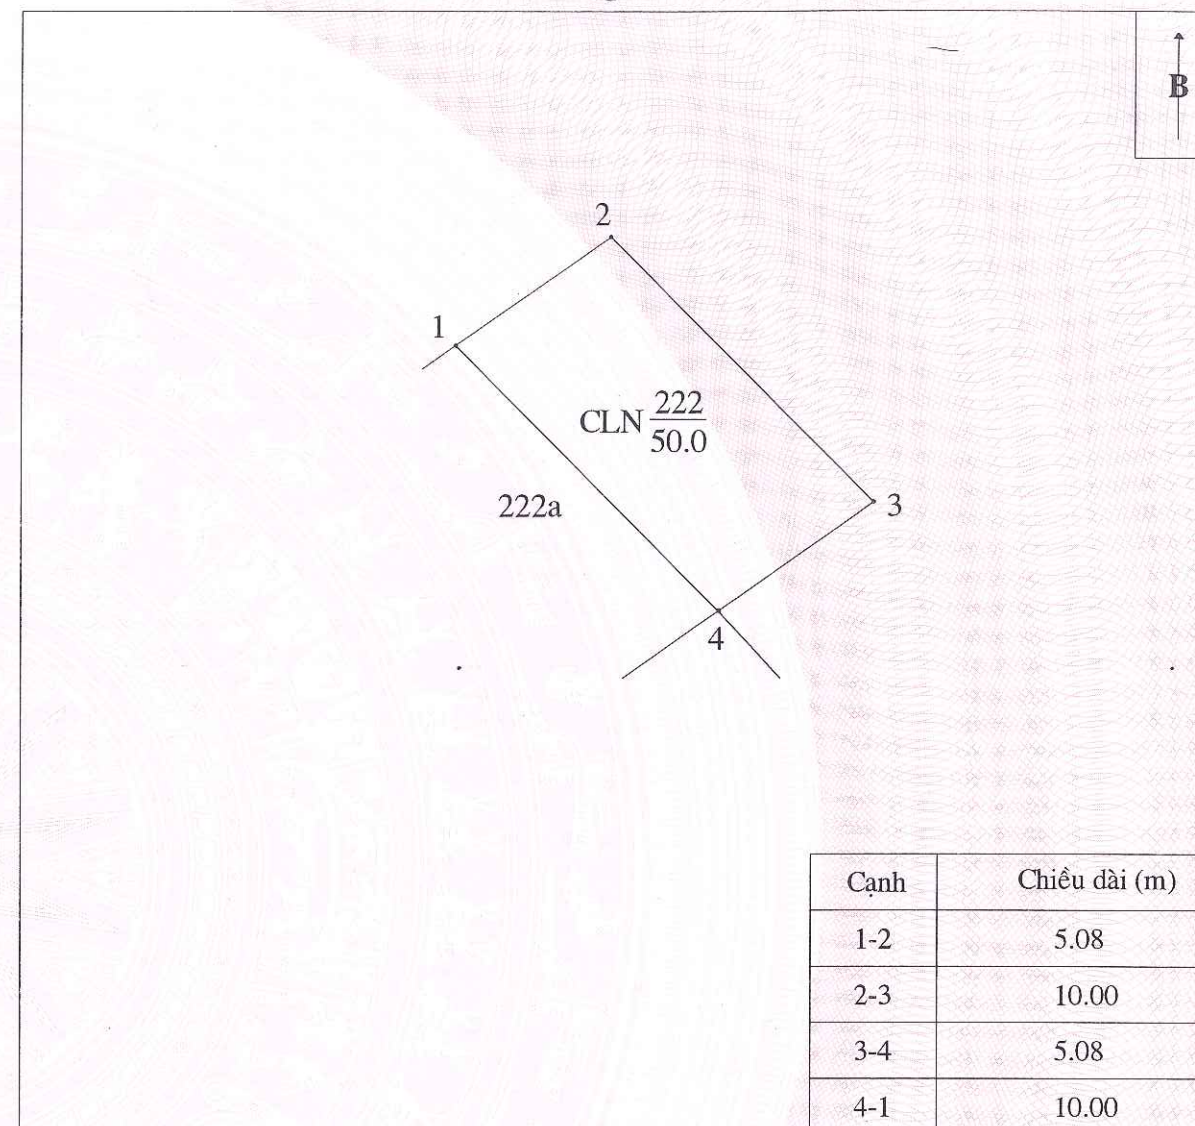 B
2
1
CLN 222/50.0
222a
3
4
Cạnh Chiều dài (m)
1-2 5.08
2-3 10.00
3-4 5.08
4-1 10.00